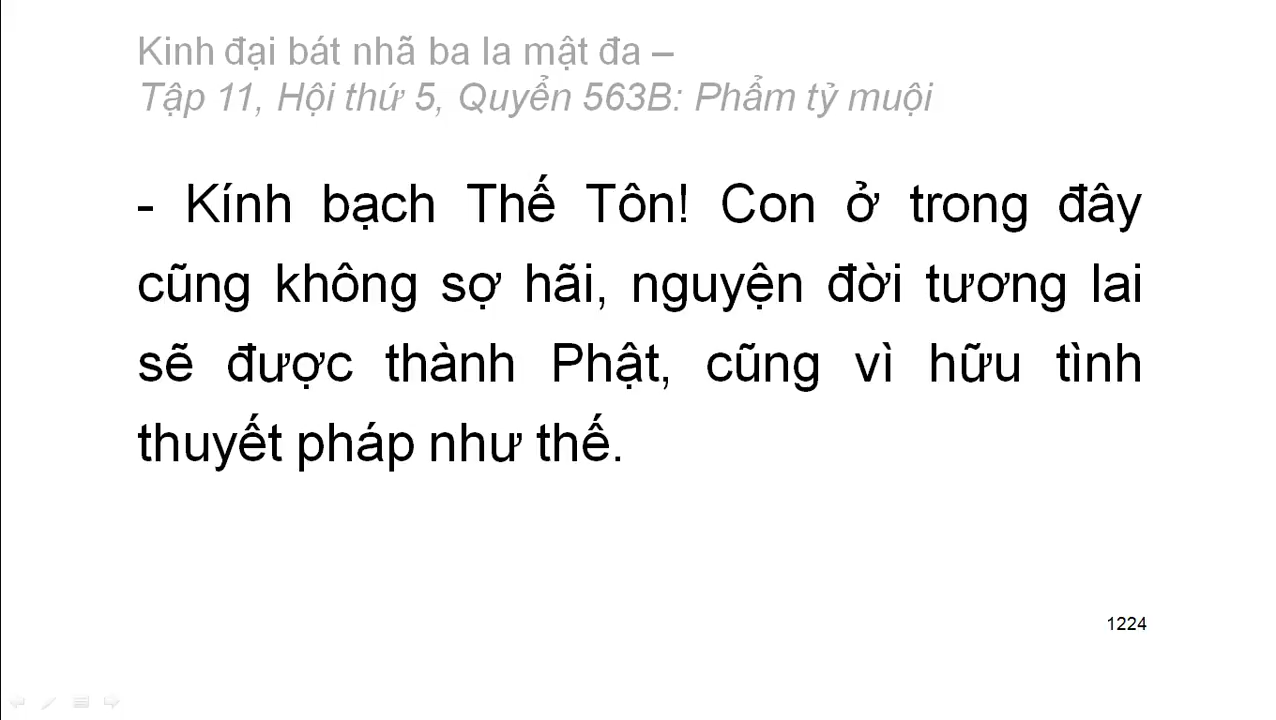 Kinh đại bát nhã ba la mật đa –
Tập 11, Hội thứ 5, Quyển 563B: Phẩm tỷ muội
- Kính bạch Thế Tôn! Con ở trong đây
cũng không sợ hãi, nguyện đời tương lai
sẽ được thành Phật, cũng vì hữu tình
thuyết pháp như thế.
1224